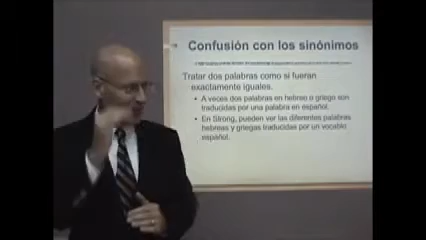 Confusión con los sinónimos
Tratar dos palabras como si fueran
exactamente iguales.
• A veces dos palabras en hebreo o griego son
traducidas por una palabra en español.
• En Strong, pueden ver las diferentes palabras
hebreas y griegas traducidas por un vocablo
español.